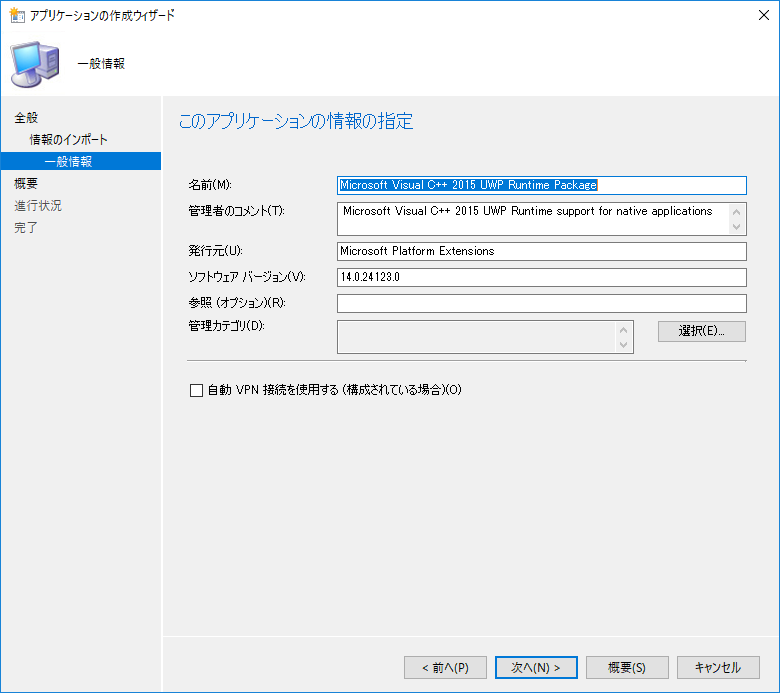 アプリケーションの作成ウィザード
一般情報
全般
情報のインポート
一般情報
概要
進行状況
完了
このアプリケーションの情報の指定
名前(M):
Microsoft Visual C++ 2015 UWP Runtime Package
管理者のコメント(T):
Microsoft Visual C++ 2015 UWP Runtime support for native applications
発行元(U):
Microsoft Platform Extensions
ソフトウェア バージョン(V):
14.0.24123.0
参照 (オプション)(R):
管理カテゴリ(D):
選択(E)...
自動 VPN 接続を使用する (構成されている場合)(O)
< 前へ(P)
次へ(N) >
概要(S)
キャンセル